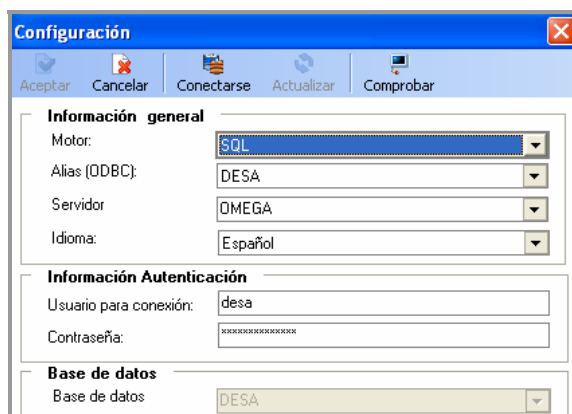 Configuración
Aceptar Cancelar Conectarse Actualizar Comprobar
Información general
Motor: SQL
Alias (ODBC): DESA
Servidor OMEGA
Idioma: Español
Información Autenticación
Usuario para conexión: desa
Contraseña: **************
Base de datos
Base de datos DESA